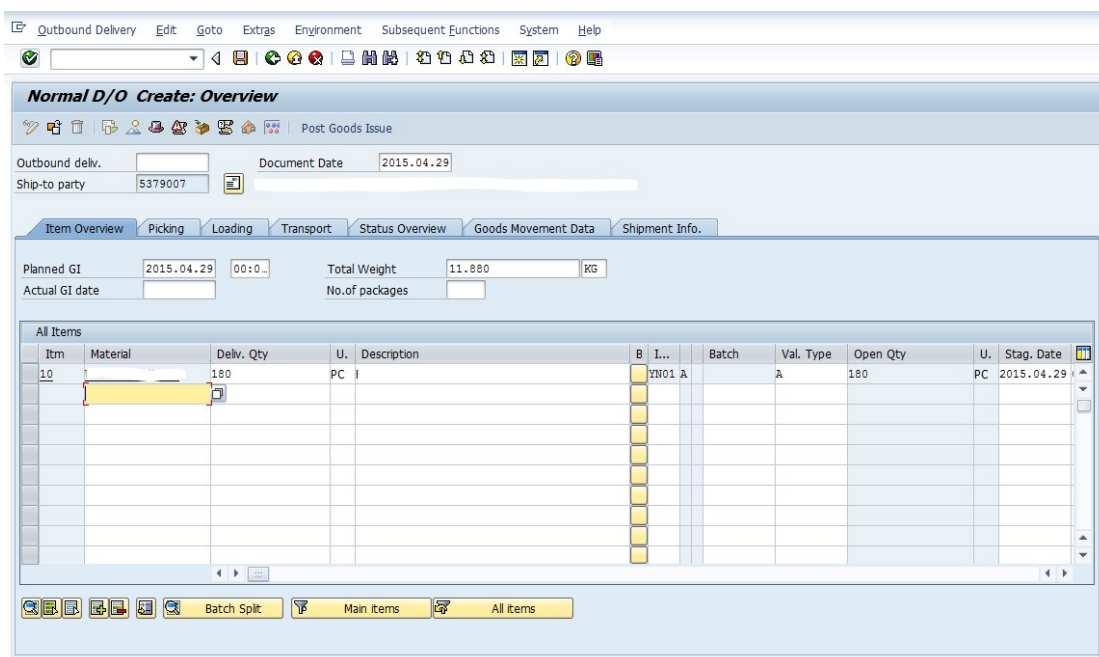 Outbound Delivery Edit Goto Extras Environment Subsequent Functions System Help
Normal D/O Create: Overview
Post Goods Issue
Outbound deliv. Document Date 2015.04.29
Ship-to party 5379007
Item Overview Picking Loading Transport Status Overview Goods Movement Data Shipment Info.
Planned GI 2015.04.29 00:0… Total Weight 11.880 KG
Actual GI date No.of packages
All Items
Itm Material Deliv. Qty U. Description B I... Batch Val. Type Open Qty U. Stag. Date
10 180 PC YN01 A A 180 PC 2015.04.29
Batch Split Main items All items